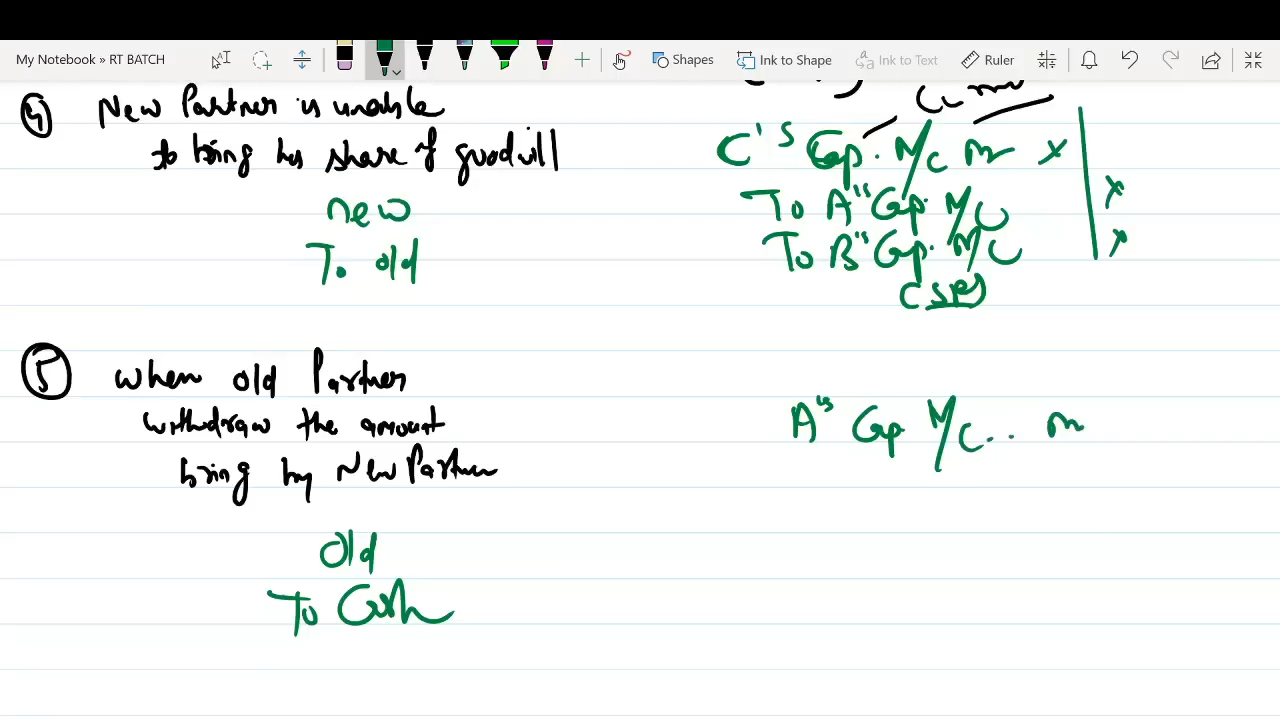 My Notebook » RT BATCH
Shapes Ink to Shape Ink to Text Ruler
④ New Partner is unable
to bring his share of goodwill
new
To old
C's Cap. A/c Dr x
To A's Cap. A/c x
To B's Cap. A/c x
(SR)
⑤ when old Partner
withdraw the amount
bring by New Partner
Old
To Cash
A's Cap A/c.. Dr